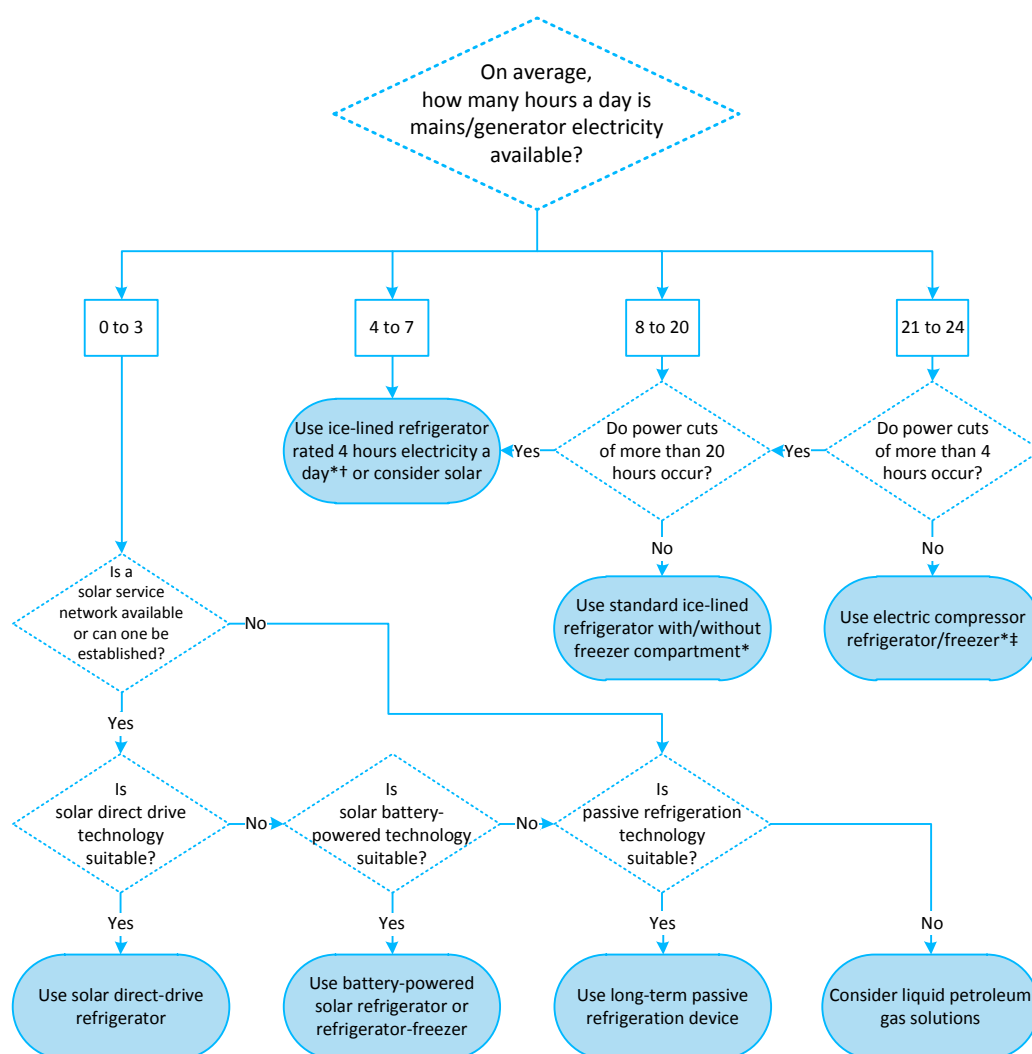 On average,
how many hours a day is
mains/generator electricity
available?
0 to 3
4 to 7
8 to 20
21 to 24
Use ice-lined refrigerator
rated 4 hours electricity a
day*† or consider solar
Yes
Do power cuts
of more than 20
hours occur?
Yes
Do power cuts
of more than 4
hours occur?
No
No
Use standard ice-lined
refrigerator with/without
freezer compartment*
Use electric compressor
refrigerator/freezer*‡
Is a
solar service
network available
or can one be
established?
No
Yes
Is
solar direct drive
technology
suitable?
No
Is
solar battery-
powered technology
suitable?
No
Is
passive refrigeration
technology
suitable?
Yes
Yes
Yes
No
Use solar direct-drive
refrigerator
Use battery-powered
solar refrigerator or
refrigerator-freezer
Use long-term passive
refrigeration device
Consider liquid petroleum
gas solutions